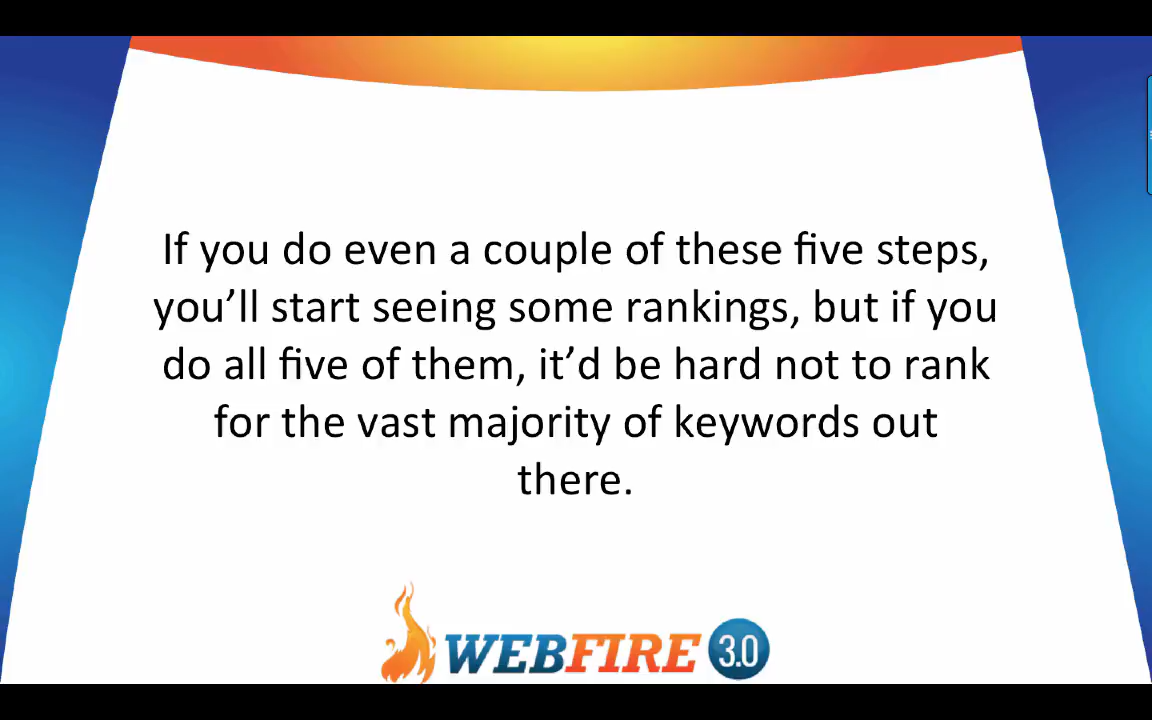 If you do even a couple of these five steps,
you’ll start seeing some rankings, but if you
do all five of them, it’d be hard not to rank
for the vast majority of keywords out
there.
WEBFIRE 3.0